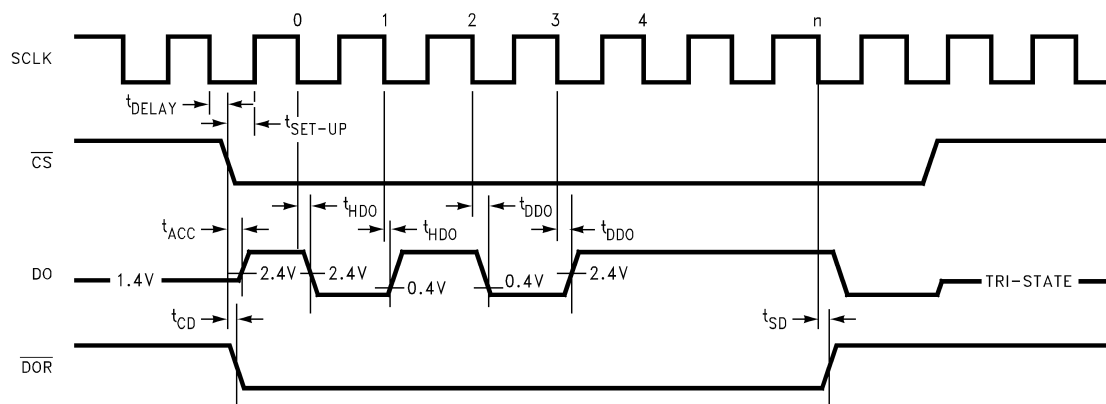 0 1 2 3 4 n
SCLK
tDELAY
tSET-UP
CS
tHDO tDDO
tACC tHDO tDDO
DO 1.4V 2.4V 2.4V 0.4V 0.4V 2.4V TRI-STATE
tCD tSD
DOR